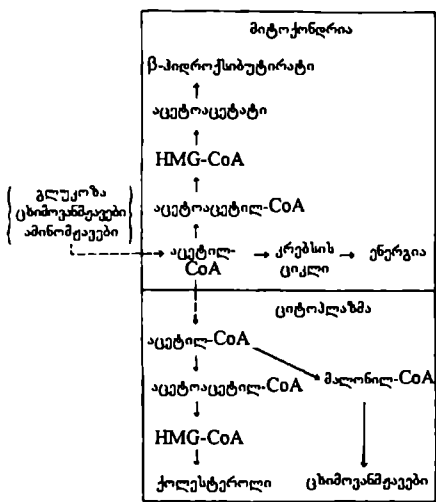 მიტოქონდრია
β-ჰიდროქსიბუტირატი
აცეტოაცეტატი
HMG-CoA
აცეტოაცეტილ-CoA
გლუკოზა
ცხიმოვანმჟავები
ამინომჟავები
აცეტილ-
CoA
კრებსის
ციკლი
ენერგია
ციტოპლაზმა
აცეტილ-CoA
აცეტოაცეტილ-CoA
მალონილ-CoA
HMG-CoA
ქოლესტეროლი
ცხიმოვანმჟავები